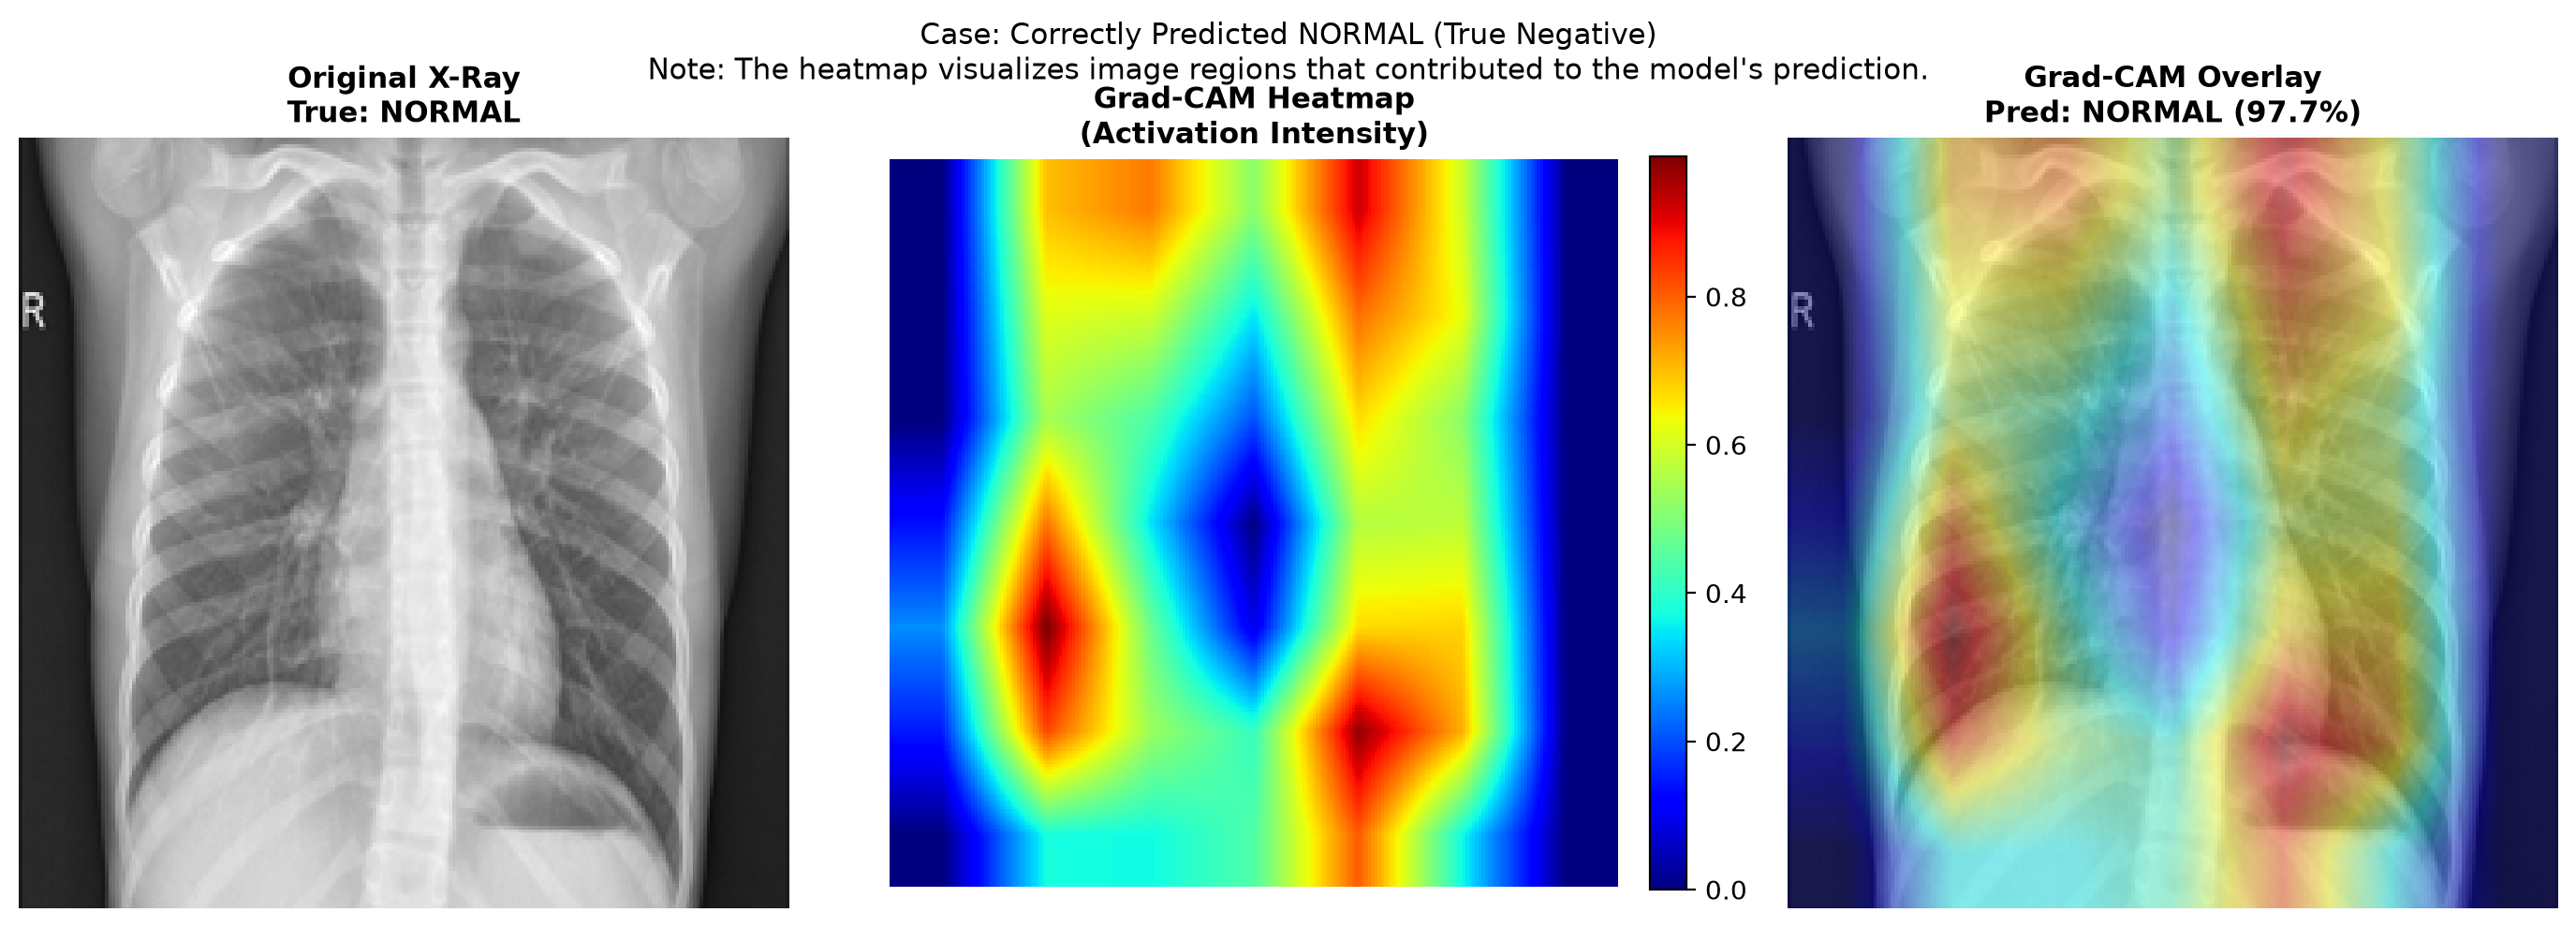 Case: Correctly Predicted NORMAL (True Negative)
Note: The heatmap visualizes image regions that contributed to the model's prediction.
Original X-Ray
True: NORMAL
R
Grad-CAM Heatmap
(Activation Intensity)
0.8
0.6
0.4
0.2
0.0
Grad-CAM Overlay
Pred: NORMAL (97.7%)
R